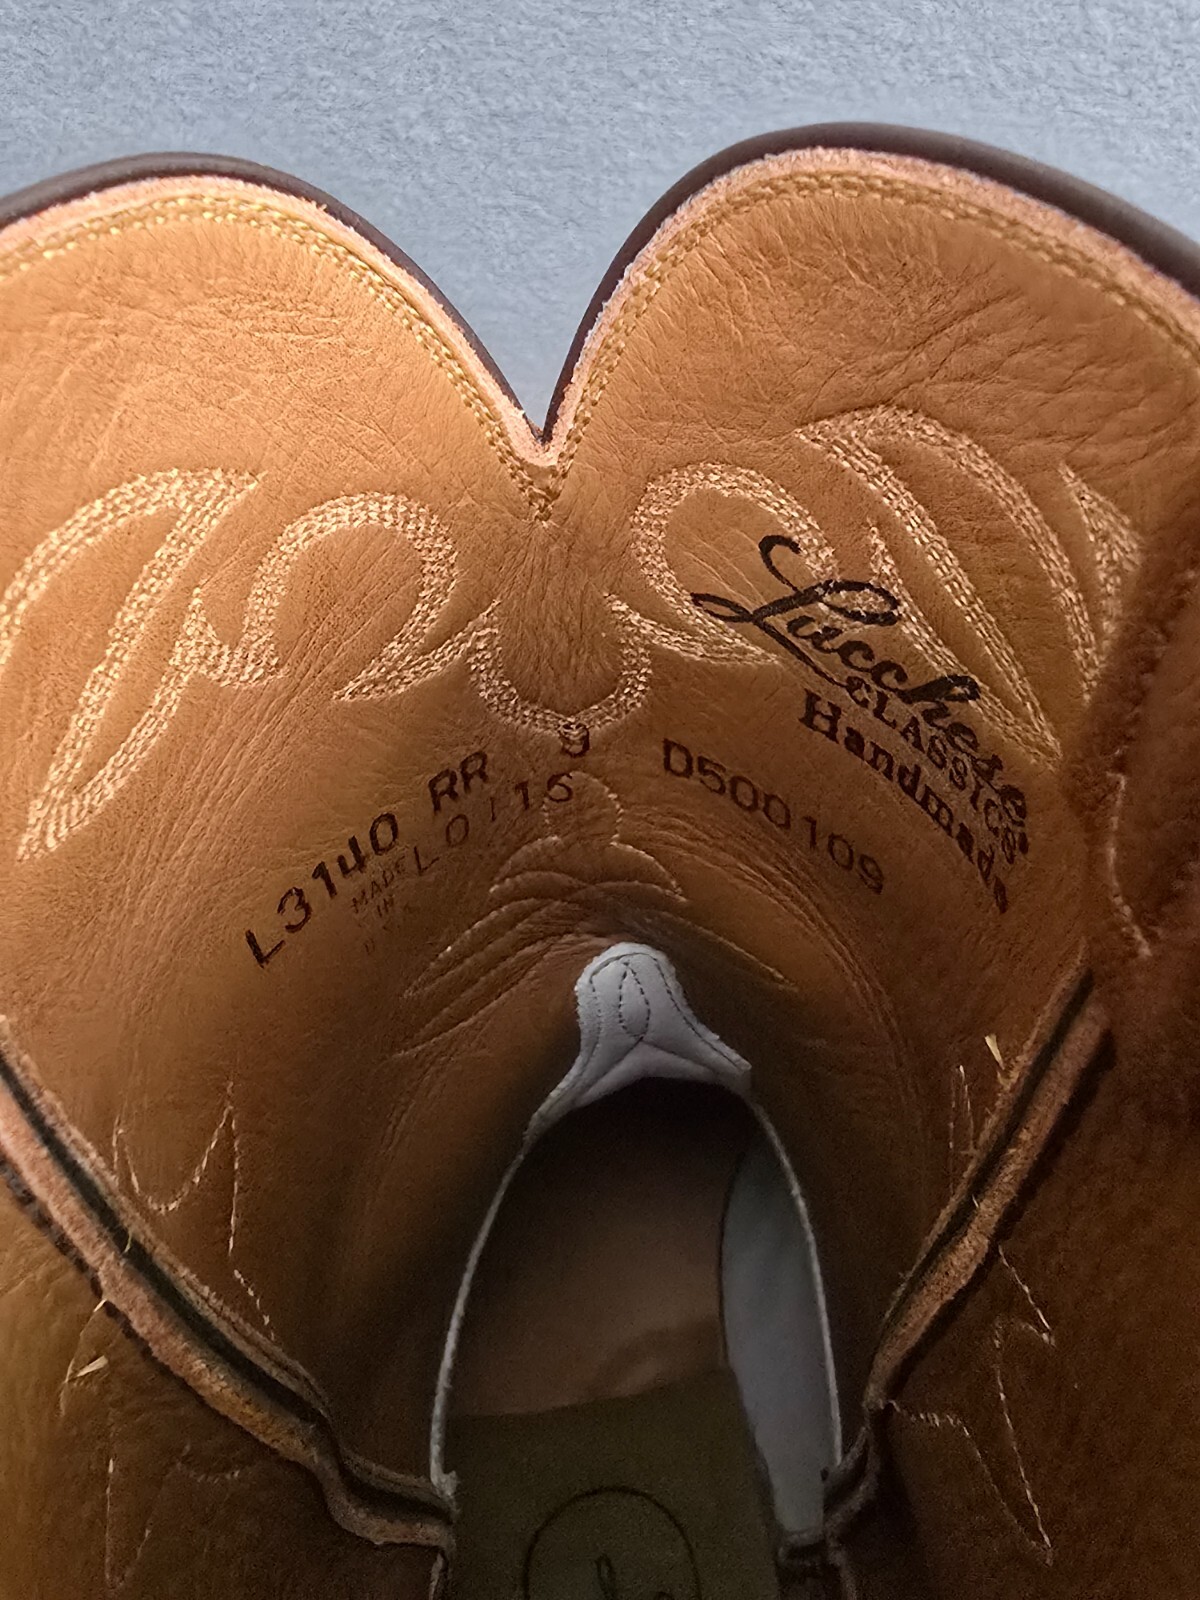 Lucchese
CLASSICS
Handmade
L3140 RR 9
MADE
IN
L0115
D500109